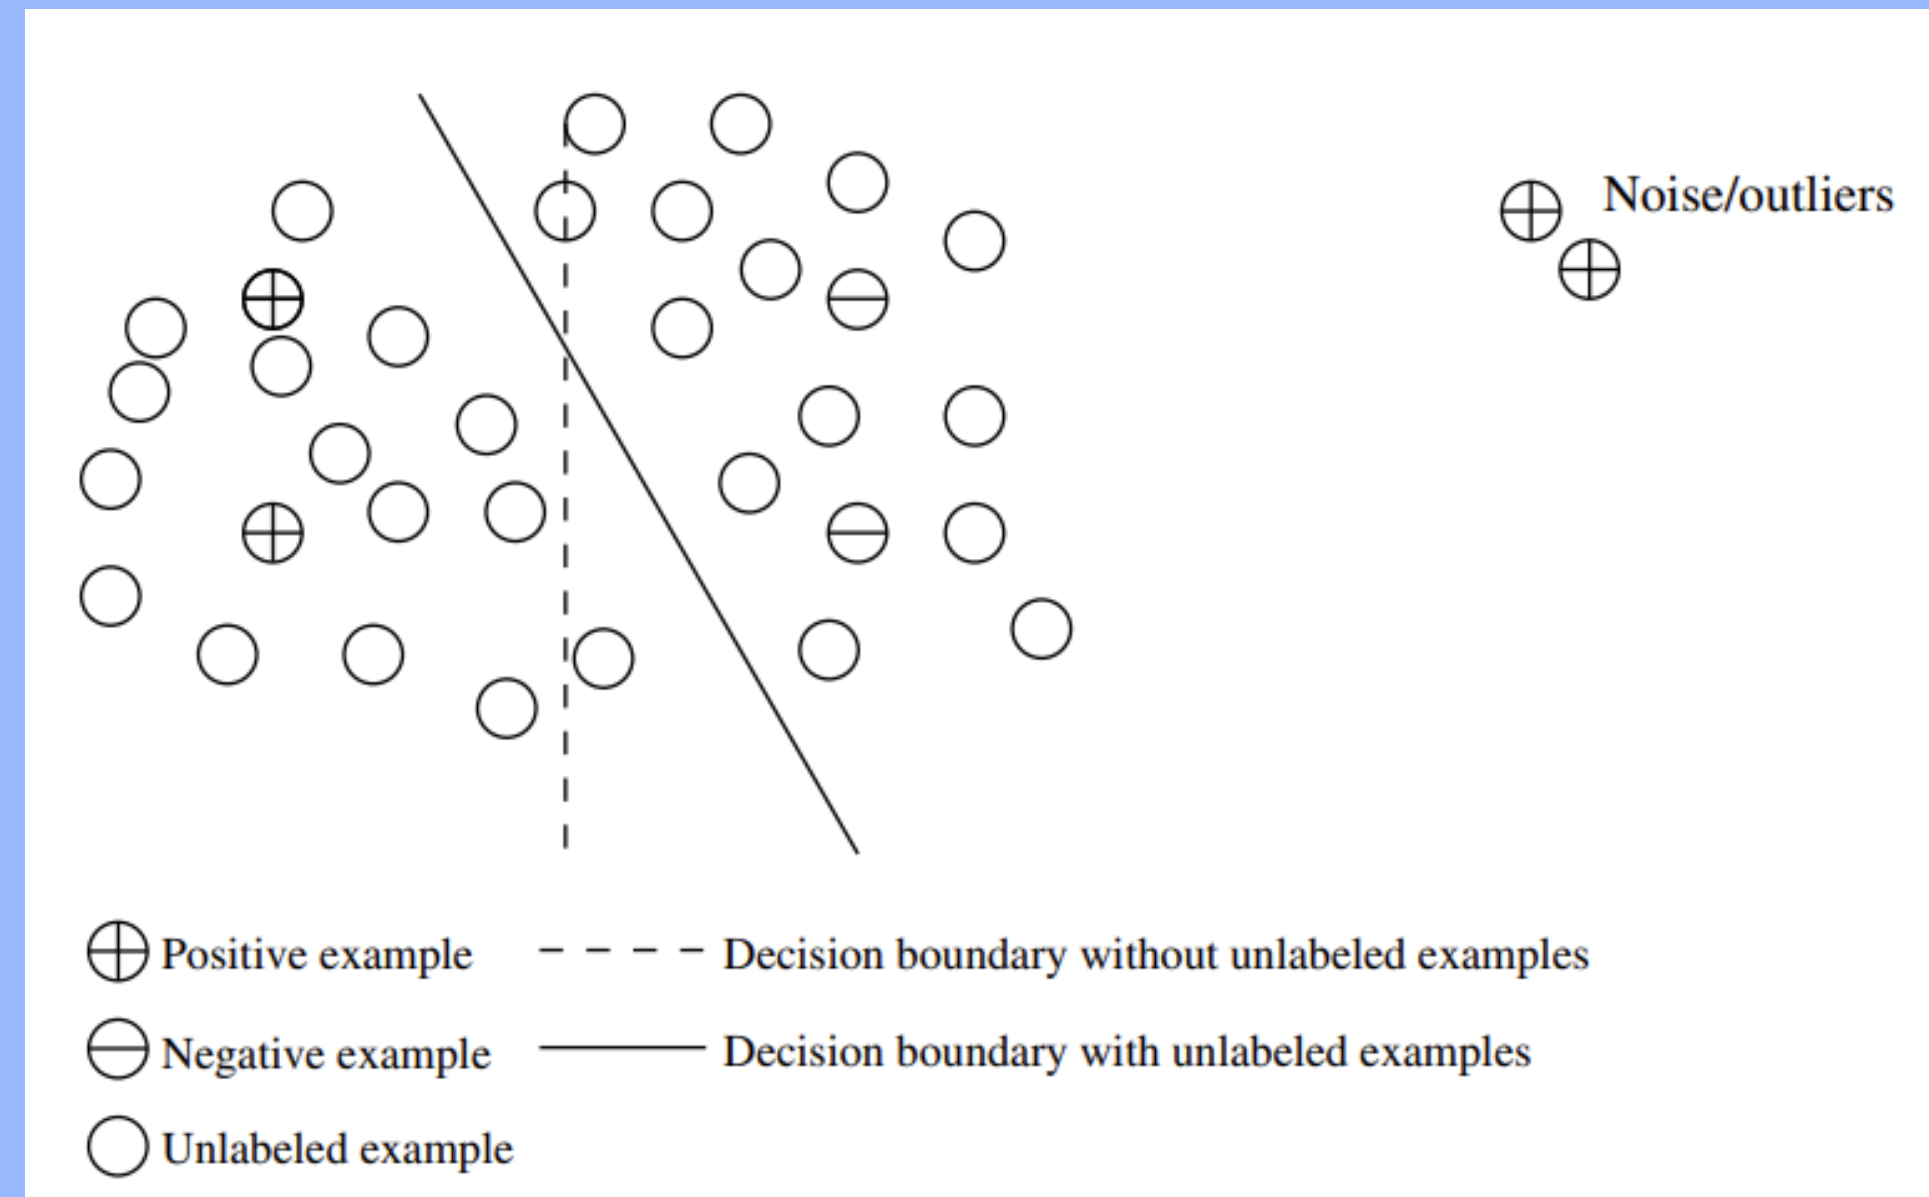 Noise/outliers
Positive example
Decision boundary without unlabeled examples
Negative example
Decision boundary with unlabeled examples
Unlabeled example